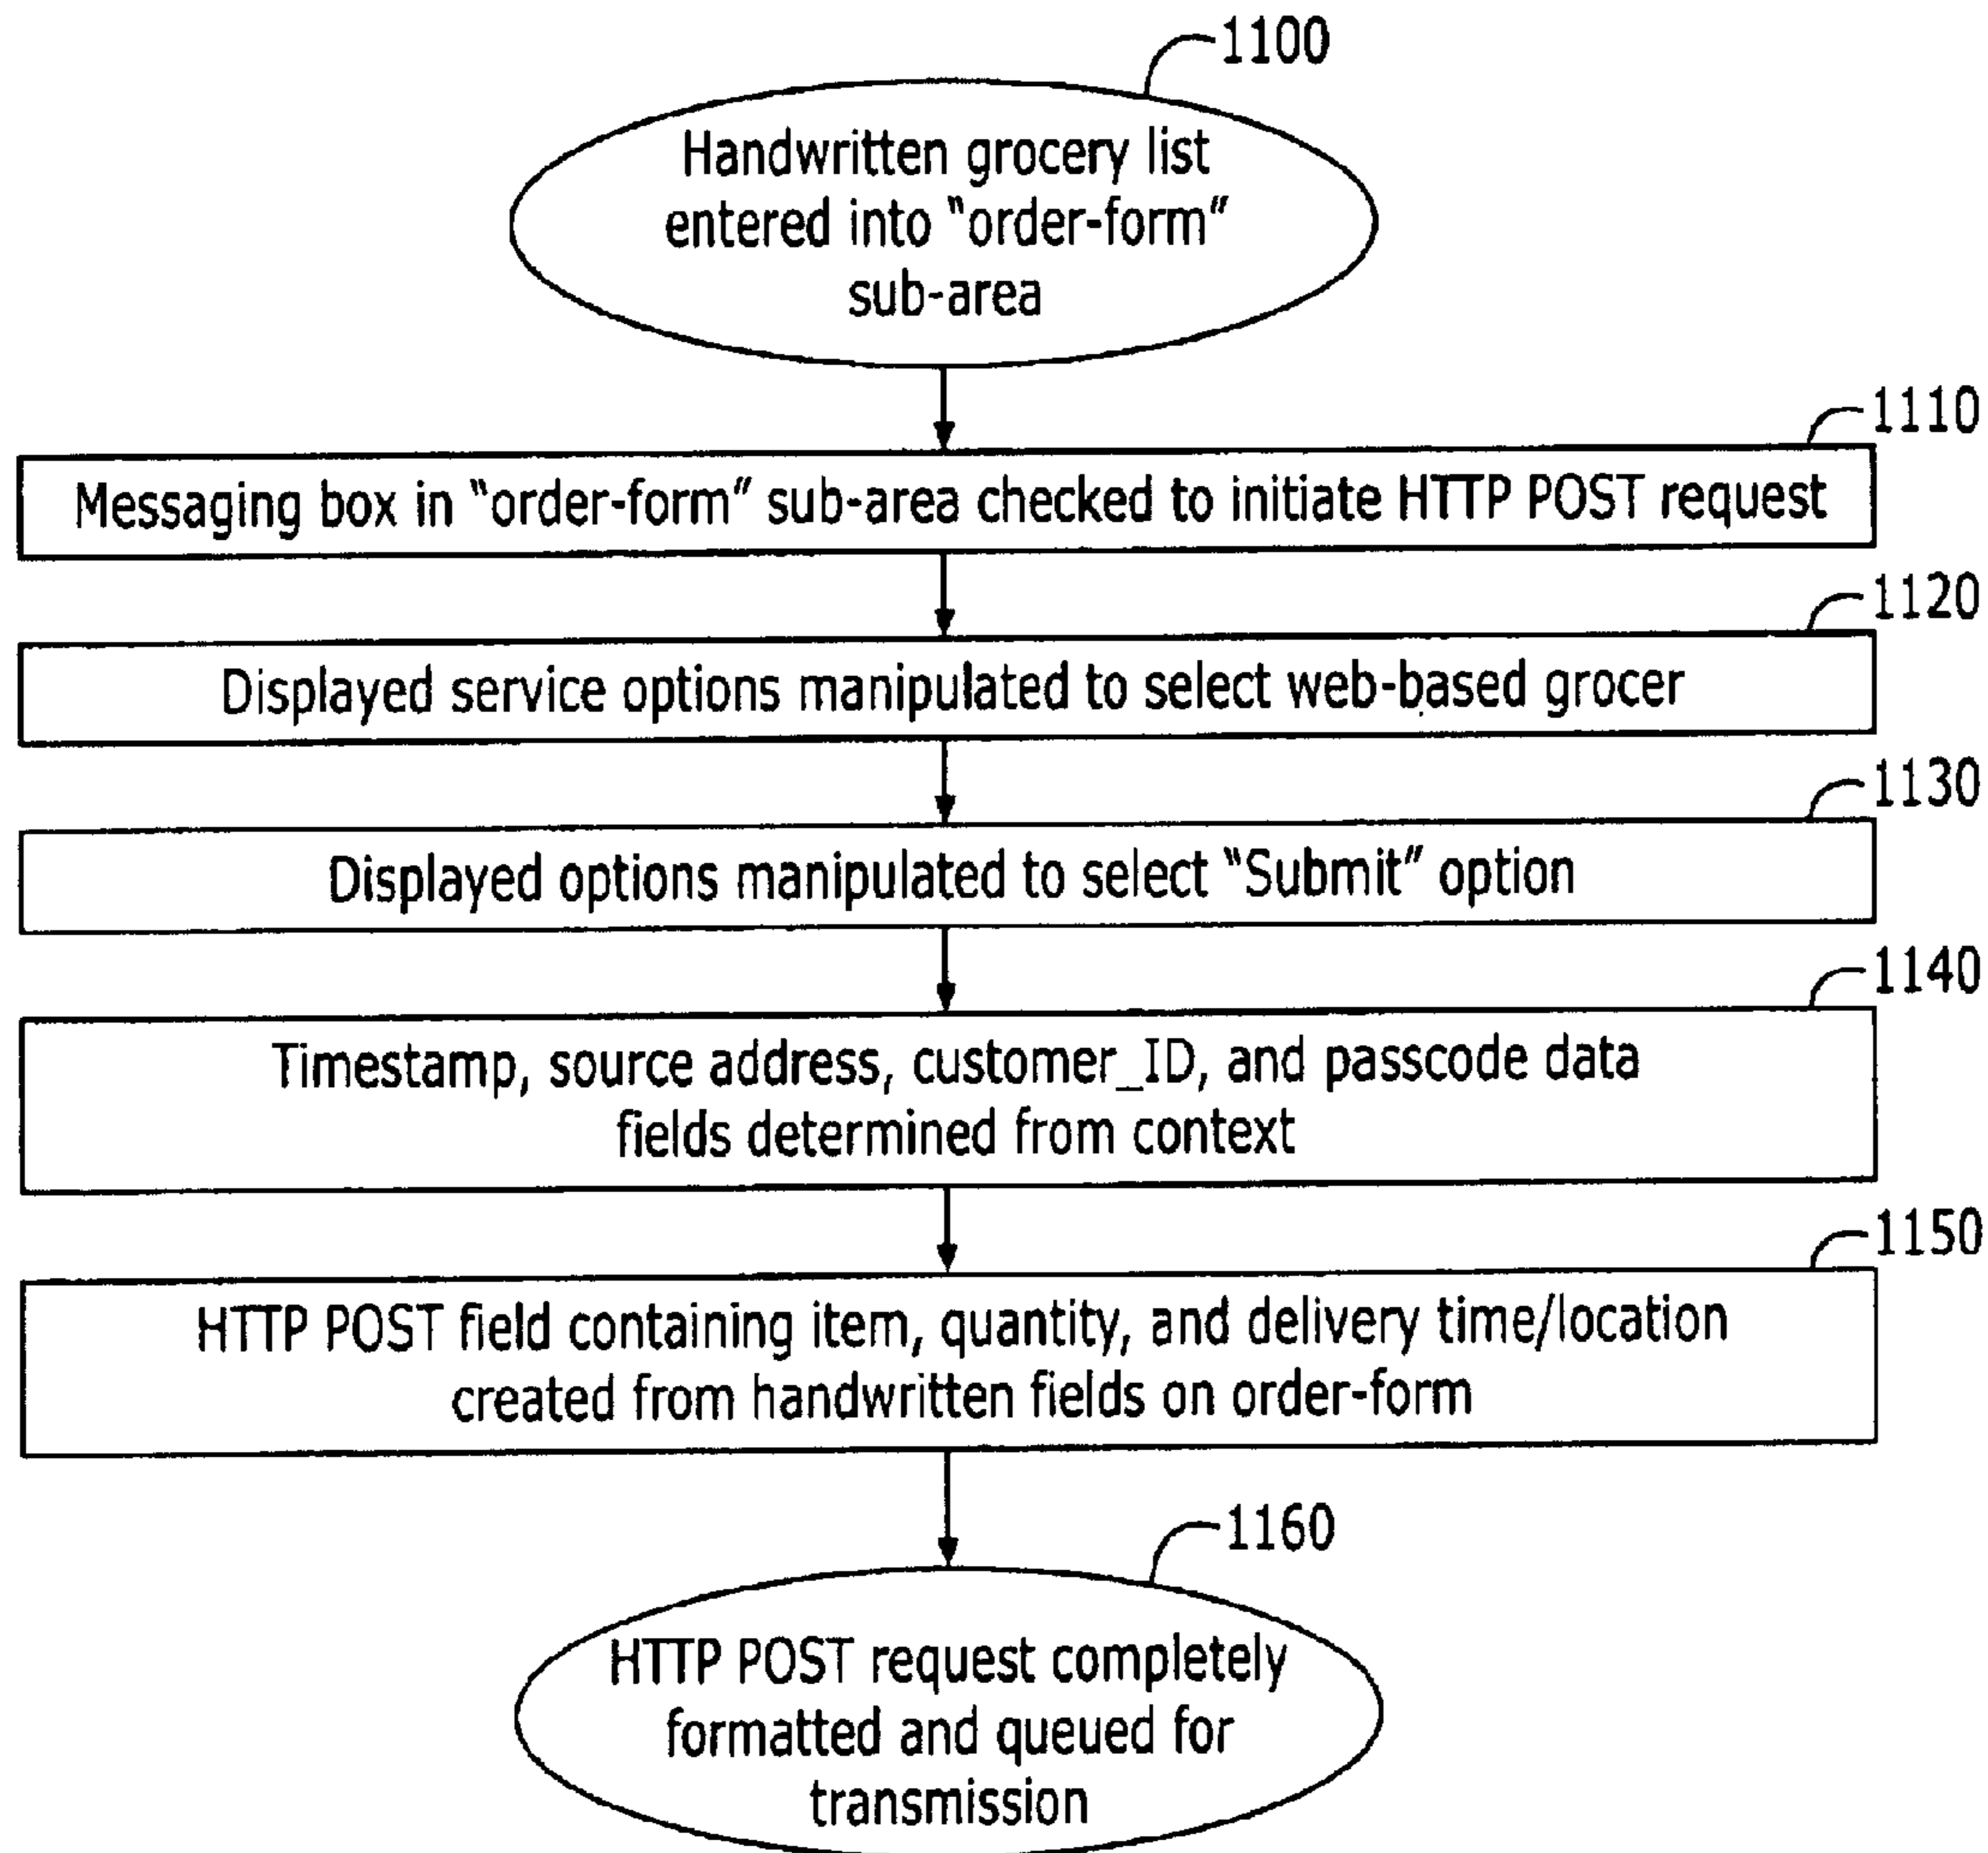 1100
Handwritten grocery list
entered into “order-form”
sub-area
1110
Messaging box in “order-form” sub-area checked to initiate HTTP POST request
1120
Displayed service options manipulated to select web-based grocer
1130
Displayed options manipulated to select “Submit” option
1140
Timestamp, source address, customer_ID, and passcode data
fields determined from context
1150
HTTP POST field containing item, quantity, and delivery time/location
created from handwritten fields on order-form
1160
HTTP POST request completely
formatted and queued for
transmission